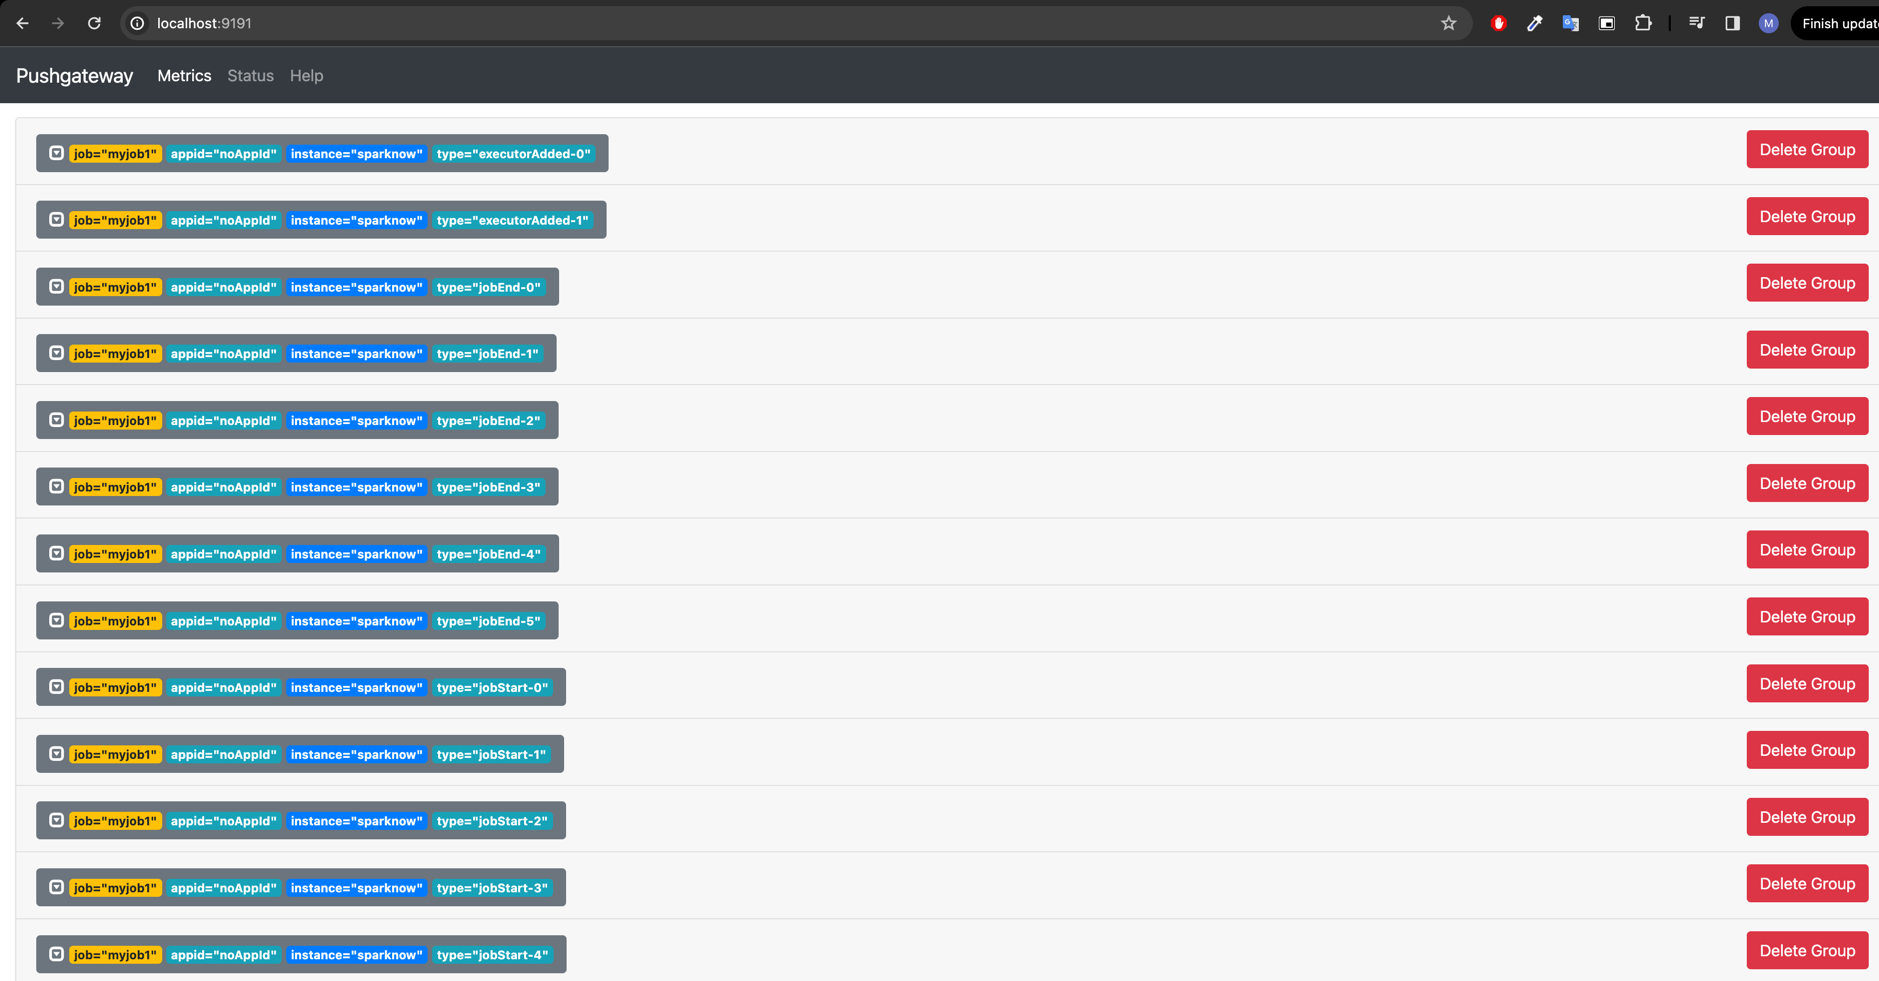 localhost:9191
M
Finish updat
Pushgateway Metrics Status Help
job="myjob1" appid="noAppId" instance="sparknow" type="executorAdded-0" Delete Group
job="myjob1" appid="noAppId" instance="sparknow" type="executorAdded-1" Delete Group
job="myjob1" appid="noAppId" instance="sparknow" type="jobEnd-0" Delete Group
job="myjob1" appid="noAppId" instance="sparknow" type="jobEnd-1" Delete Group
job="myjob1" appid="noAppId" instance="sparknow" type="jobEnd-2" Delete Group
job="myjob1" appid="noAppId" instance="sparknow" type="jobEnd-3" Delete Group
job="myjob1" appid="noAppId" instance="sparknow" type="jobEnd-4" Delete Group
job="myjob1" appid="noAppId" instance="sparknow" type="jobEnd-5" Delete Group
job="myjob1" appid="noAppId" instance="sparknow" type="jobStart-0" Delete Group
job="myjob1" appid="noAppId" instance="sparknow" type="jobStart-1" Delete Group
job="myjob1" appid="noAppId" instance="sparknow" type="jobStart-2" Delete Group
job="myjob1" appid="noAppId" instance="sparknow" type="jobStart-3" Delete Group
job="myjob1" appid="noAppId" instance="sparknow" type="jobStart-4" Delete Group